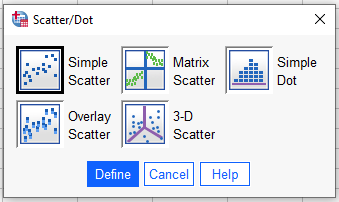 Scatter/Dot
Simple
Scatter
Matrix
Scatter
Simple
Dot
Overlay
Scatter
3-D
Scatter
Define
Cancel
Help